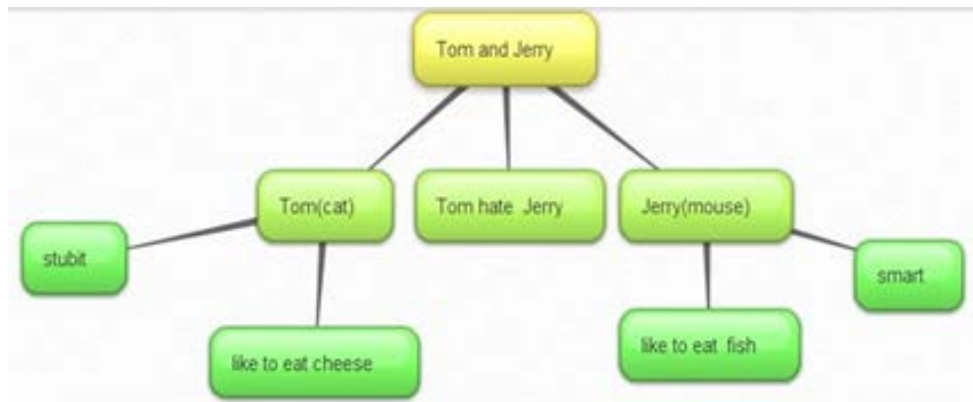 Tom and Jerry
Tom(cat)
Tom hate Jerry
Jerry(mouse)
stubit
smart
like to eat cheese
like to eat fish